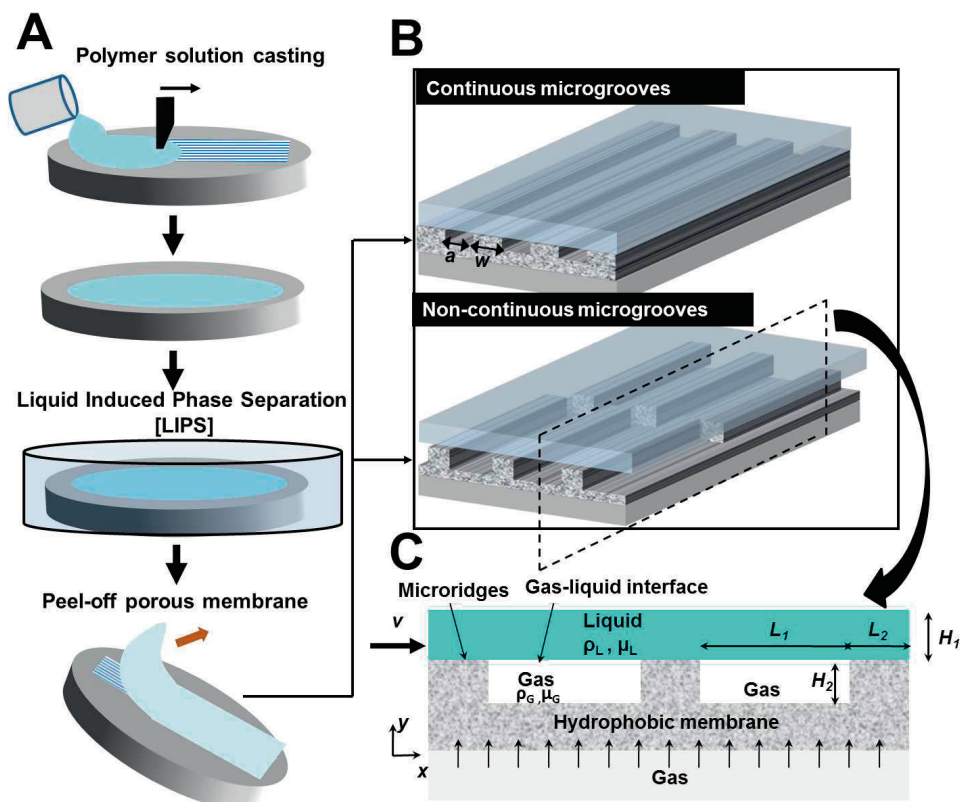 A
Polymer solution casting
Liquid Induced Phase Separation
[LIPS]
Peel-off porous membrane
B
Continuous microgrooves
a
w
Non-continuous microgrooves
C
Microridges
Gas-liquid interface
v
Liquid
ρL , μL
L1
L2
H1
Gas
ρG,μG
Gas
H2
Hydrophobic membrane
y
x
Gas